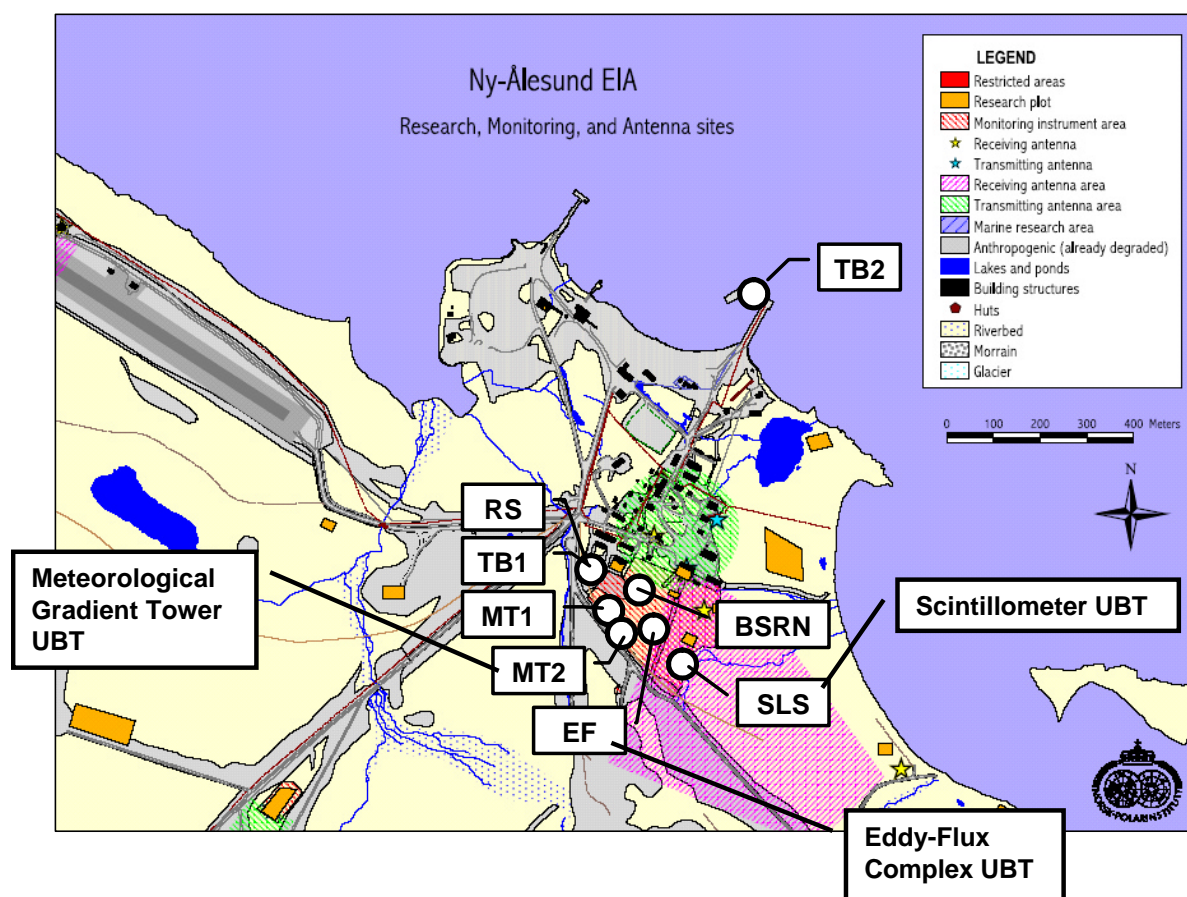 Ny-Ålesund EIA
Research, Monitoring, and Antenna sites
LEGEND
Restricted areas
Research plot
Monitoring instrument area
Receiving antenna
Transmitting antenna
Receiving antenna area
Transmitting antenna area
Marine research area
Anthropogenic (already degraded)
Lakes and ponds
Building structures
Huts
Riverbed
Morrain
Glacier
0 100 200 300 400 Meters
N
TB2
RS
TB1
MT1
MT2
EF
BSRN
SLS
Meteorological
Gradient Tower
UBT
Scintillometer UBT
Eddy-Flux
Complex UBT
NORSK POLARINSTITUTT